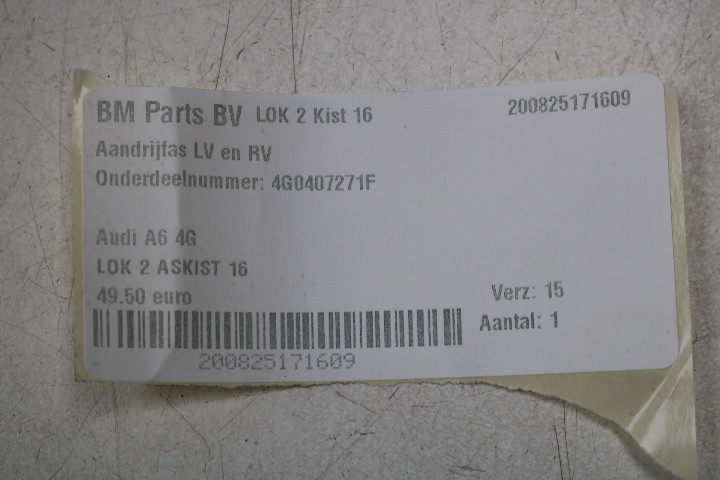 BM Parts BV LOK 2 Kist 16 200825171609
Aandrijfas LV en RV
Onderdeelnummer: 4G0407271F
Audi A6 4G
LOK 2 ASKIST 16
49.50 euro Verz: 15
Aantal: 1
200825171609